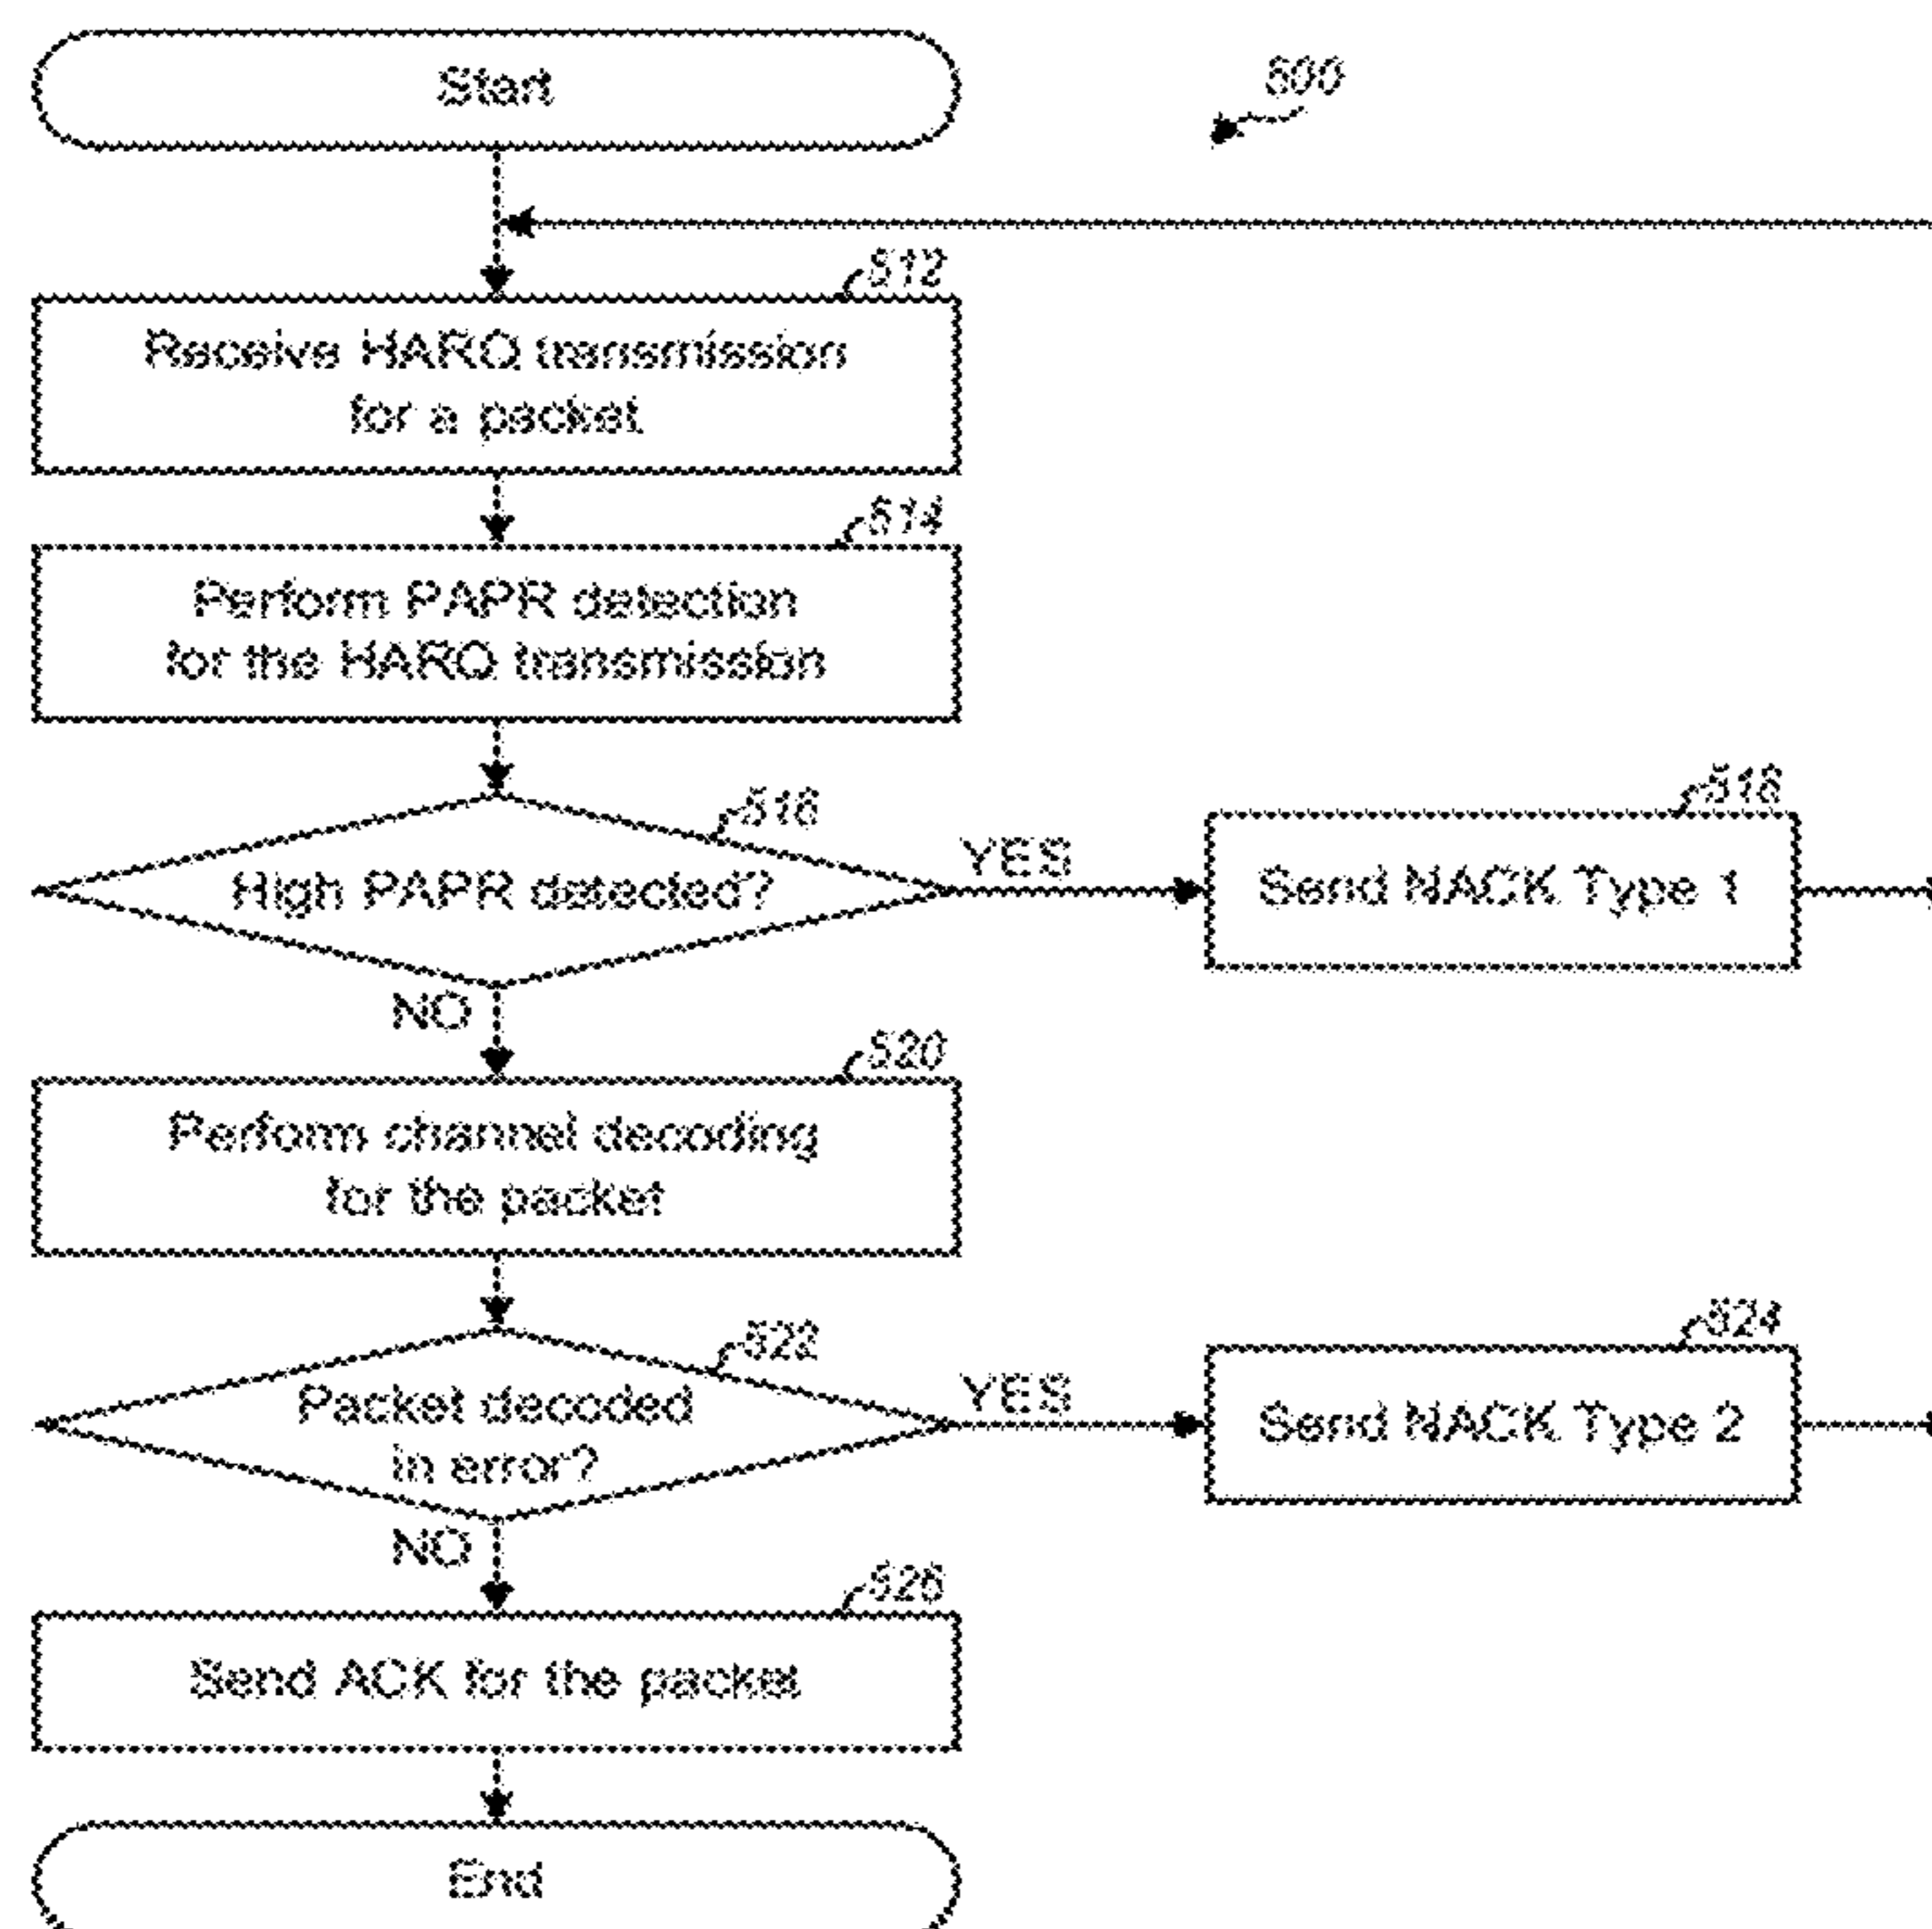 Start
500
512
Receive HARQ transmission
for a packet
514
Perform PAPR detection
for the HARQ transmission
516
High PAPR detected?
YES
518
Send NACK Type 1
NO
520
Perform channel decoding
for the packet
522
Packet decoded
in error?
YES
524
Send NACK Type 2
NO
526
Send ACK for the packet
End